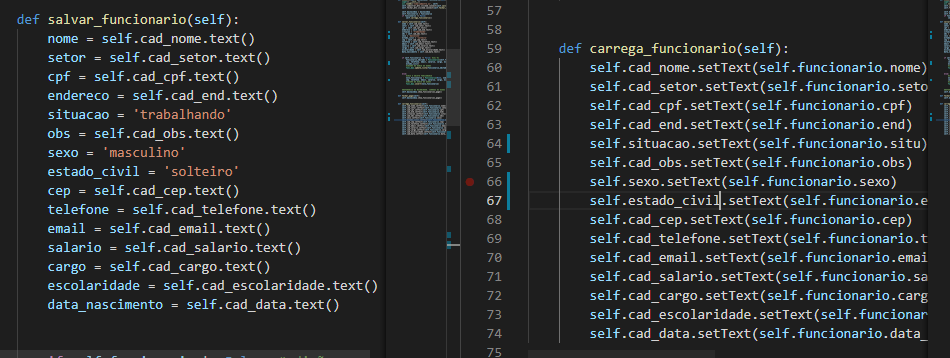 def salvar_funcionario(self):
nome = self.cad_nome.text()
setor = self.cad_setor.text()
cpf = self.cad_cpf.text()
endereco = self.cad_end.text()
situacao = 'trabalhando'
obs = self.cad_obs.text()
sexo = 'masculino'
estado_civil = 'solteiro'
cep = self.cad_cep.text()
telefone = self.cad_telefone.text()
email = self.cad_email.text()
salario = self.cad_salario.text()
cargo = self.cad_cargo.text()
escolaridade = self.cad_escolaridade.text()
data_nascimento = self.cad_data.text()
57
58
59 def carrega_funcionario(self):
60 self.cad_nome.setText(self.funcionario.nome)
61 self.cad_setor.setText(self.funcionario.seto
62 self.cad_cpf.setText(self.funcionario.cpf)
63 self.cad_end.setText(self.funcionario.end)
64 self.situacao.setText(self.funcionario.situ)
65 self.cad_obs.setText(self.funcionario.obs)
66 self.sexo.setText(self.funcionario.sexo)
67 self.estado_civil.setText(self.funcionario.e
68 self.cad_cep.setText(self.funcionario.cep)
69 self.cad_telefone.setText(self.funcionario.t
70 self.cad_email.setText(self.funcionario.emai
71 self.cad_salario.setText(self.funcionario.sa
72 self.cad_cargo.setText(self.funcionario.carg
73 self.cad_escolaridade.setText(self.funcionar
74 self.cad_data.setText(self.funcionario.data_
75